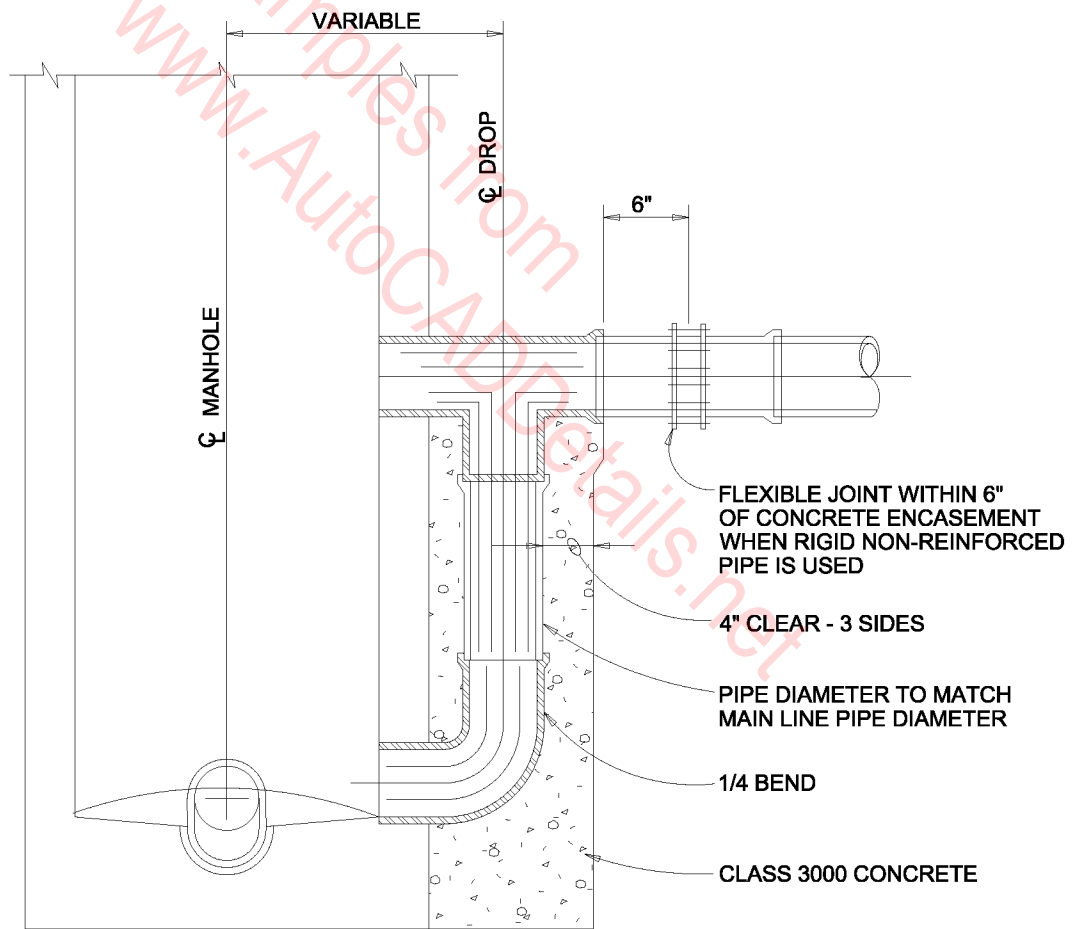 VARIABLE
℄ DROP
6"
℄ MANHOLE
FLEXIBLE JOINT WITHIN 6"
OF CONCRETE ENCASEMENT
WHEN RIGID NON-REINFORCED
PIPE IS USED
4" CLEAR - 3 SIDES
PIPE DIAMETER TO MATCH
MAIN LINE PIPE DIAMETER
1/4 BEND
CLASS 3000 CONCRETE
from
www.AutoCADDetails.net